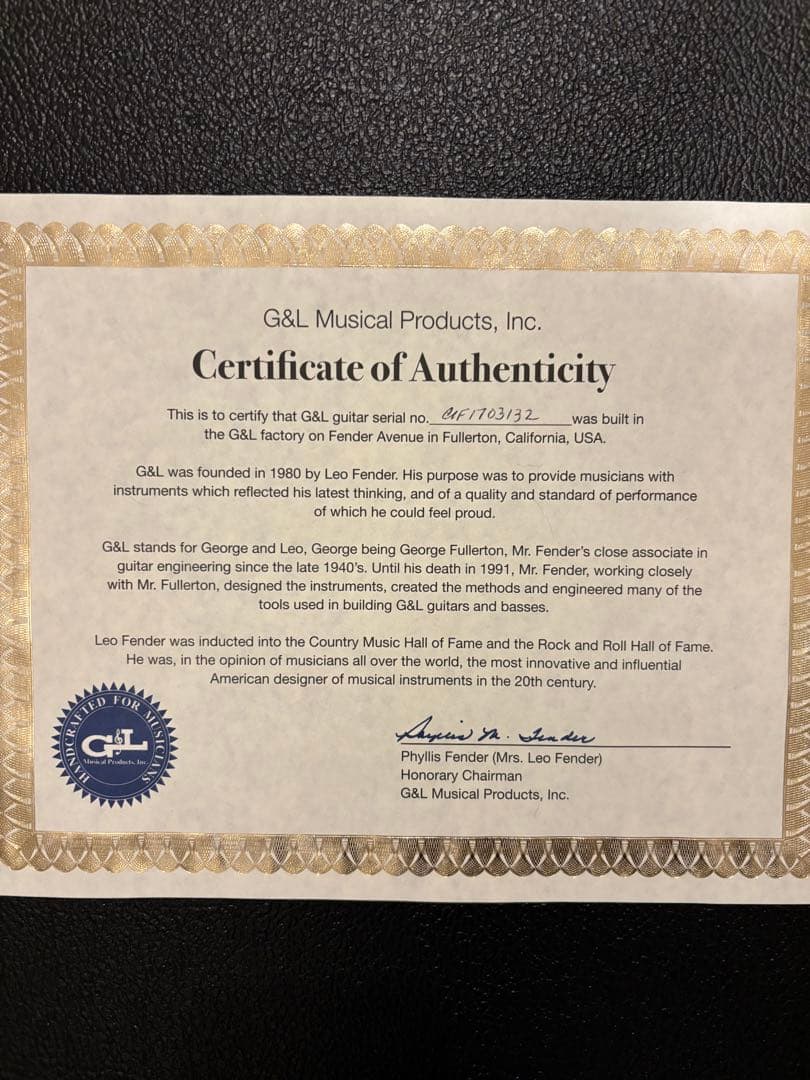 G&L Musical Products, Inc.
Certificate of Authenticity
This is to certify that G&L guitar serial no. CLF1703132 was built in
the G&L factory on Fender Avenue in Fullerton, California, USA.
G&L was founded in 1980 by Leo Fender. His purpose was to provide musicians with
instruments which reflected his latest thinking, and of a quality and standard of performance
of which he could feel proud.
G&L stands for George and Leo, George being George Fullerton, Mr. Fender's close associate in
guitar engineering since the late 1940's. Until his death in 1991, Mr. Fender, working closely
with Mr. Fullerton, designed the instruments, created the methods and engineered many of the
tools used in building G&L guitars and basses.
Leo Fender was inducted into the Country Music Hall of Fame and the Rock and Roll Hall of Fame.
He was, in the opinion of musicians all over the world, the most innovative and influential
American designer of musical instruments in the 20th century.
HANDCRAFTED FOR MUSICIANS
G&L
Musical Products, Inc.
Phyllis M. Fender
Phyllis Fender (Mrs. Leo Fender)
Honorary Chairman
G&L Musical Products, Inc.